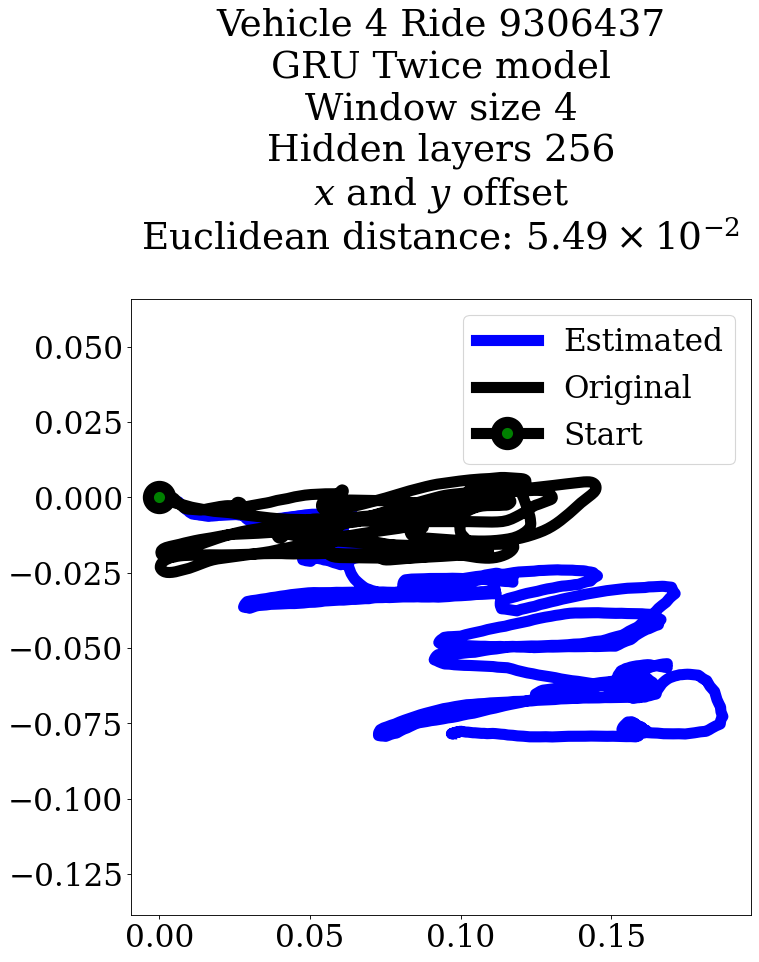 Vehicle 4 Ride 9306437
GRU Twice model
Window size 4
Hidden layers 256
x and y offset
Euclidean distance: 5.49 × 10⁻²
Estimated
Original
Start
0.050
0.025
0.000
−0.025
−0.050
−0.075
−0.100
−0.125
0.00 0.05 0.10 0.15